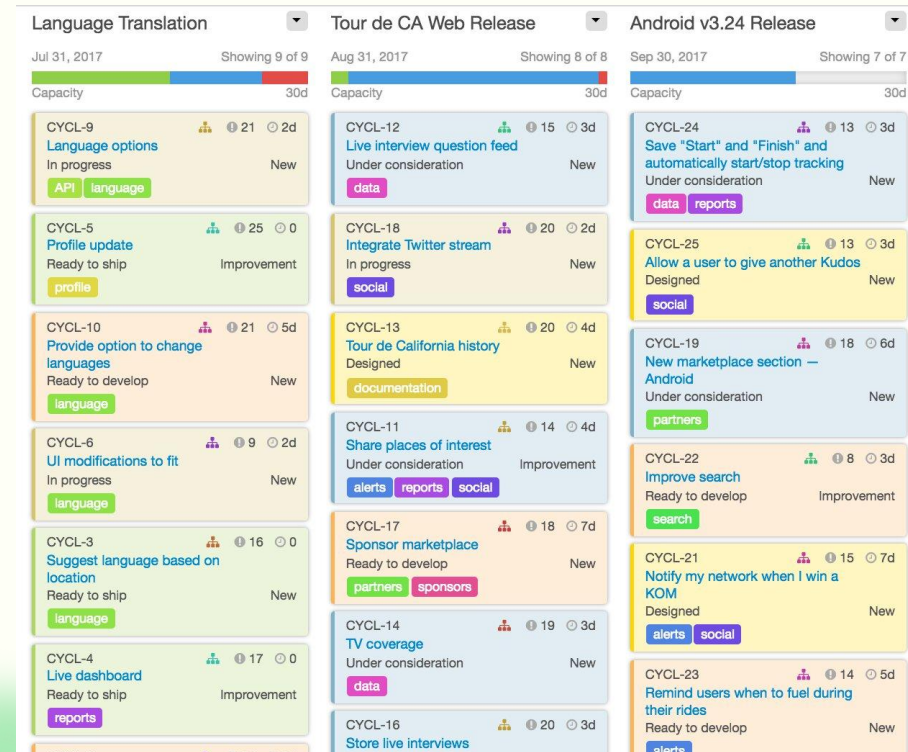 Language Translation
Jul 31, 2017 Showing 9 of 9
Capacity 30d
CYCL-9 21 2d
Language options
In progress New
API language
CYCL-5 25 0
Profile update
Ready to ship Improvement
profile
CYCL-10 21 5d
Provide option to change
languages
Ready to develop New
language
CYCL-6 9 2d
UI modifications to fit
In progress New
language
CYCL-3 16 0
Suggest language based on
location
Ready to ship New
language
CYCL-4 17 0
Live dashboard
Ready to ship Improvement
reports
Tour de CA Web Release
Aug 31, 2017 Showing 8 of 8
Capacity 30d
CYCL-12 15 3d
Live interview question feed
Under consideration New
data
CYCL-18 20 2d
Integrate Twitter stream
In progress New
social
CYCL-13 20 4d
Tour de California history
Designed New
documentation
CYCL-11 14 4d
Share places of interest
Under consideration Improvement
alerts reports social
CYCL-17 18 7d
Sponsor marketplace
Ready to develop New
partners sponsors
CYCL-14 19 3d
TV coverage
Under consideration New
data
CYCL-16 20 3d
Store live interviews
Android v3.24 Release
Sep 30, 2017 Showing 7 of 7
Capacity 30d
CYCL-24 13 3d
Save "Start" and "Finish" and
automatically start/stop tracking
Under consideration New
data reports
CYCL-25 13 3d
Allow a user to give another Kudos
Designed New
social
CYCL-19 18 6d
New marketplace section —
Android
Under consideration New
partners
CYCL-22 8 3d
Improve search
Ready to develop Improvement
search
CYCL-21 15 7d
Notify my network when I win a
KOM
Designed New
alerts social
CYCL-23 14 5d
Remind users when to fuel during
their rides
Ready to develop New
alerts